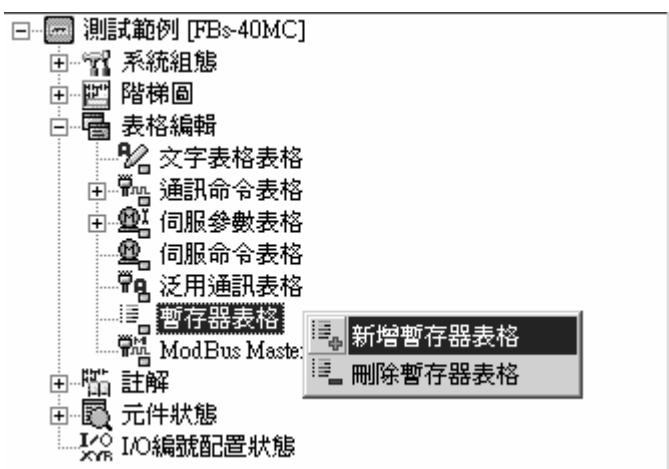 測試範例 [FBs-40MC]
系統組態
階梯圖
表格編輯
文字表格表格
通訊命令表格
伺服參數表格
伺服命令表格
泛用通訊表格
暫存器表格
新增暫存器表格
ModBus Maste
刪除暫存器表格
註解
元件狀態
I/O編號配置狀態